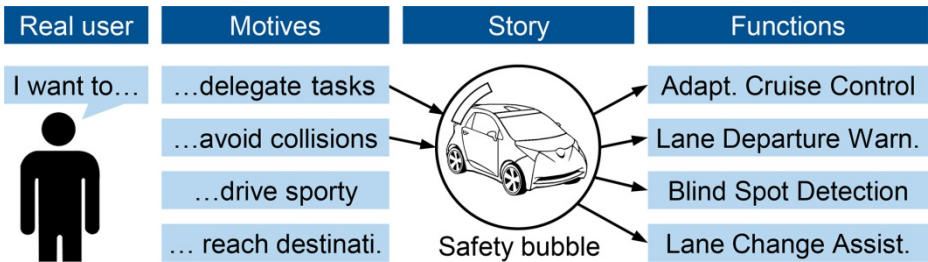 Real user
Motives
Story
Functions
I want to…
…delegate tasks
Adapt. Cruise Control
…avoid collisions
Lane Departure Warn.
…drive sporty
Blind Spot Detection
… reach destinati.
Safety bubble
Lane Change Assist.